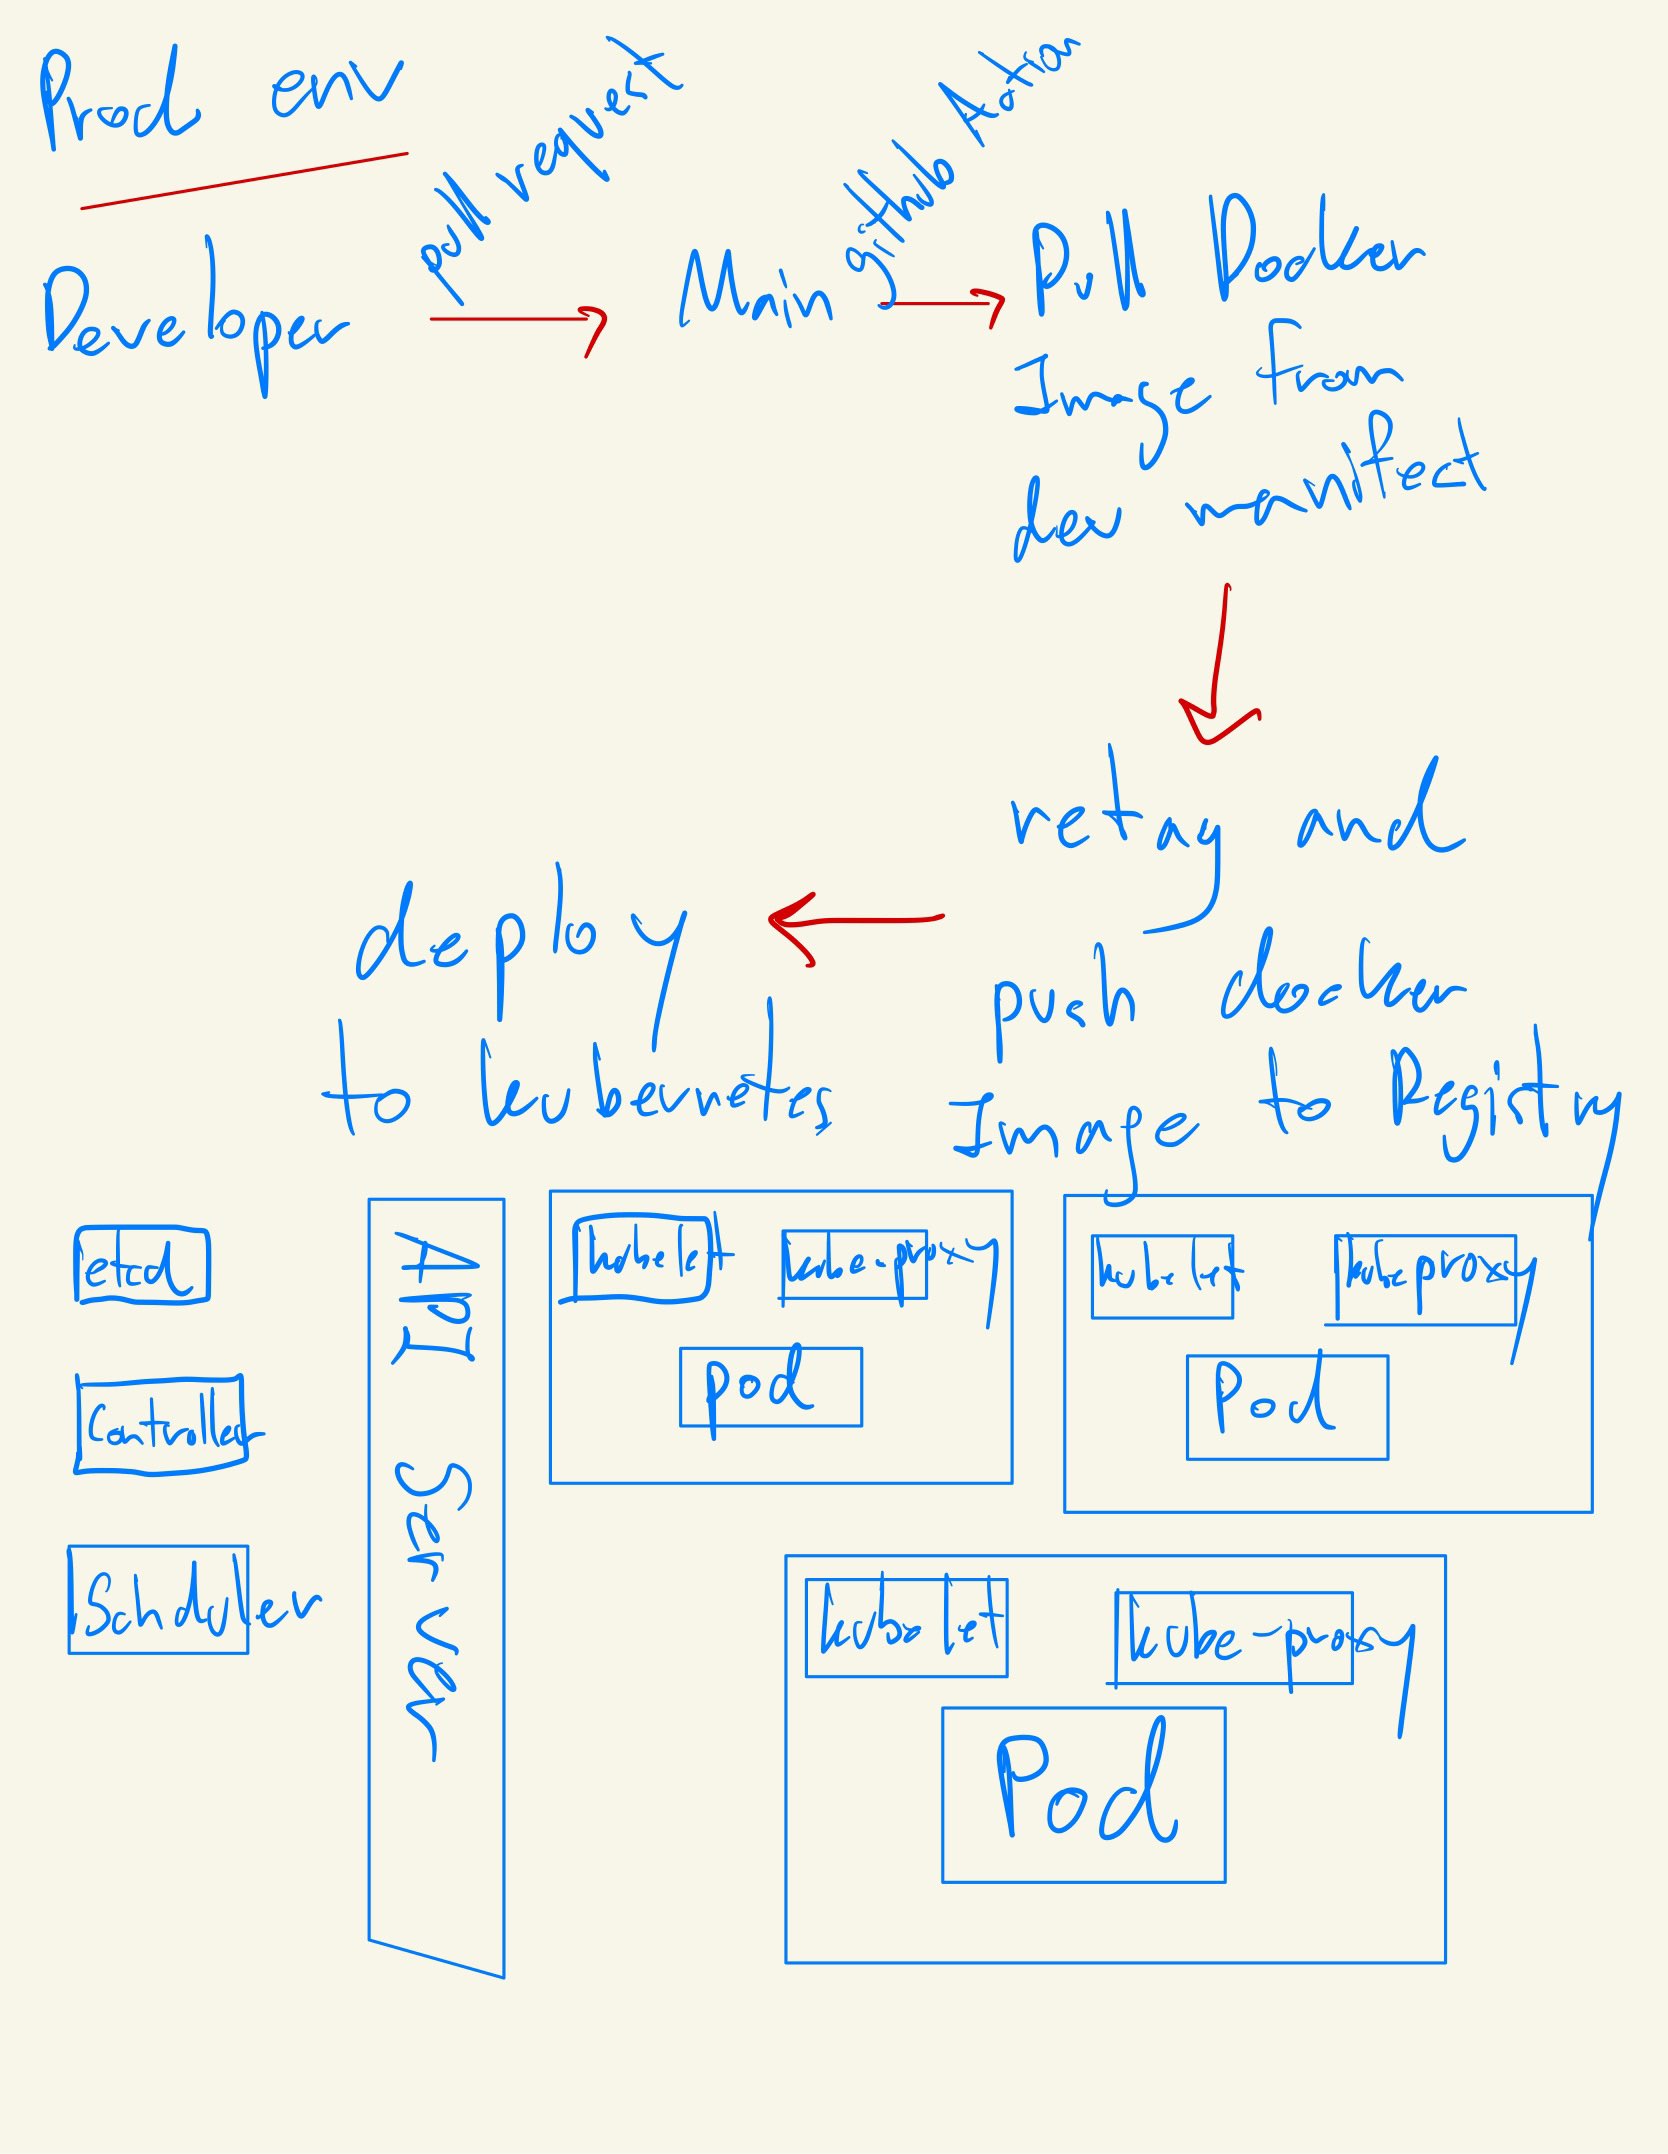 Prod env
pull request
github Action
Developer
Main
Pull Docker
Image from
dev manifect
retag and
push docker
Image to Registry
deploy
to kubernetes
etcd
Controller
Schduler
API Server
kubelet
kube-proxy
pod
kubelet
kubeproxy
Pod
kubelet
kube-proxy
Pod